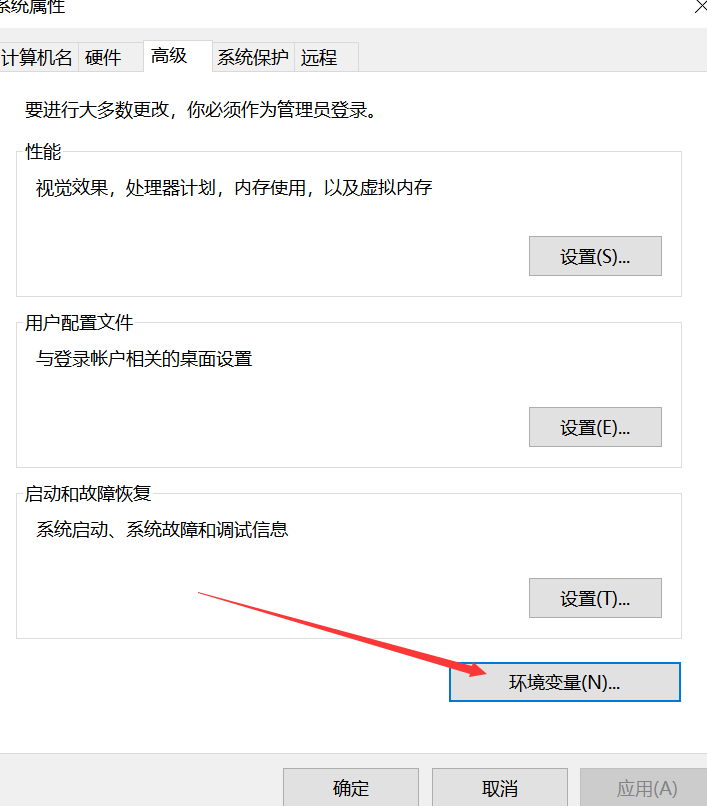 系统属性
计算机名 硬件 高级 系统保护 远程
要进行大多数更改，你必须作为管理员登录。
性能
视觉效果，处理器计划，内存使用，以及虚拟内存
设置(S)...
用户配置文件
与登录帐户相关的桌面设置
设置(E)...
启动和故障恢复
系统启动、系统故障和调试信息
设置(T)...
环境变量(N)...
确定 取消 应用(A)